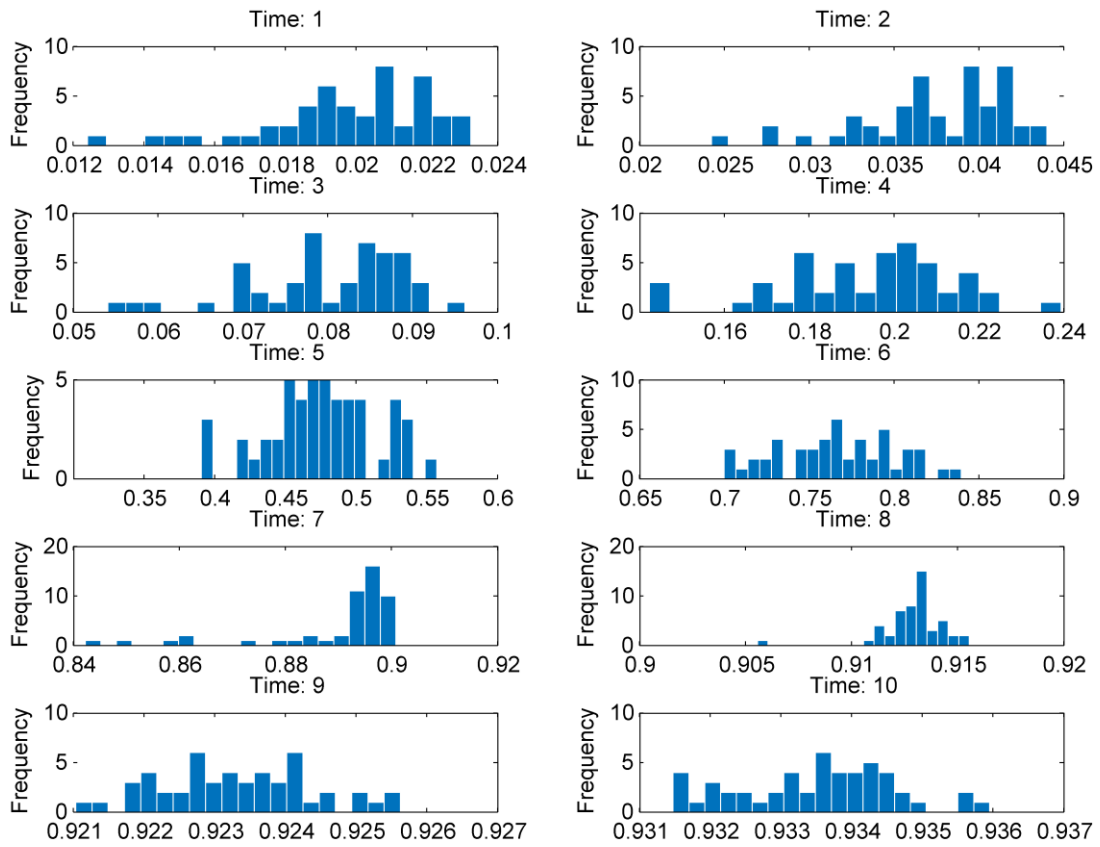 Time: 1
Frequency
10
5
0
0.012 0.014 0.016 0.018 0.02 0.022 0.024
Time: 2
Frequency
10
5
0
0.02 0.025 0.03 0.035 0.04 0.045
Time: 3
Frequency
10
5
0
0.05 0.06 0.07 0.08 0.09 0.1
Time: 4
Frequency
10
5
0
0.16 0.18 0.2 0.22 0.24
Time: 5
Frequency
5
0
0.35 0.4 0.45 0.5 0.55 0.6
Time: 6
Frequency
10
5
0
0.65 0.7 0.75 0.8 0.85 0.9
Time: 7
Frequency
20
10
0
0.84 0.86 0.88 0.9 0.92
Time: 8
Frequency
20
10
0
0.9 0.905 0.91 0.915 0.92
Time: 9
Frequency
10
5
0
0.921 0.922 0.923 0.924 0.925 0.926 0.927
Time: 10
Frequency
10
5
0
0.931 0.932 0.933 0.934 0.935 0.936 0.937